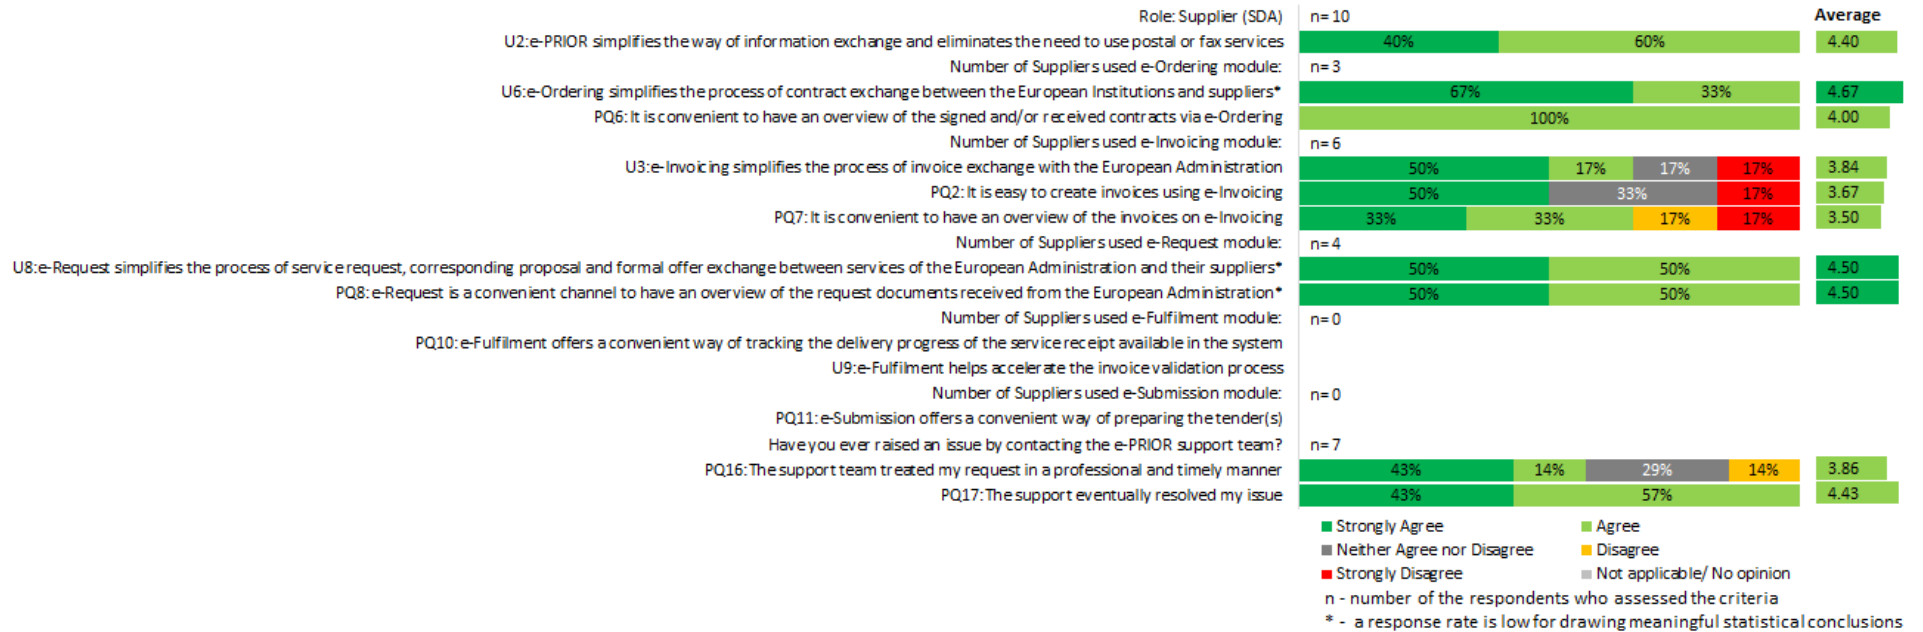 Role: Supplier (SDA) n= 10 Average
U2:e-PRIOR simplifies the way of information exchange and eliminates the need to use postal or fax services 40% 60% 4.40
Number of Suppliers used e-Ordering module: n= 3
U6:e-Ordering simplifies the process of contract exchange between the European Institutions and suppliers* 67% 33% 4.67
PQ6: It is convenient to have an overview of the signed and/or received contracts via e-Ordering 100% 4.00
Number of Suppliers used e-Invoicing module: n= 6
U3:e-Invoicing simplifies the process of invoice exchange with the European Administration 50% 17% 17% 17% 3.84
PQ2: It is easy to create invoices using e-Invoicing 50% 33% 17% 3.67
PQ7: It is convenient to have an overview of the invoices on e-Invoicing 33% 33% 17% 17% 3.50
Number of Suppliers used e-Request module: n= 4
U8:e-Request simplifies the process of service request, corresponding proposal and formal offer exchange between services of the European Administration and their suppliers* 50% 50% 4.50
PQ8: e-Request is a convenient channel to have an overview of the request documents received from the European Administration* 50% 50% 4.50
Number of Suppliers used e-Fulfilment module: n= 0
PQ10: e-Fulfilment offers a convenient way of tracking the delivery progress of the service receipt available in the system
U9:e-Fulfilment helps accelerate the invoice validation process
Number of Suppliers used e-Submission module: n= 0
PQ11: e-Submission offers a convenient way of preparing the tender(s)
Have you ever raised an issue by contacting the e-PRIOR support team? n= 7
PQ16: The support team treated my request in a professional and timely manner 43% 14% 29% 14% 3.86
PQ17: The support eventually resolved my issue 43% 57% 4.43
Strongly Agree Agree
Neither Agree nor Disagree Disagree
Strongly Disagree Not applicable/ No opinion
n - number of the respondents who assessed the criteria
* - a response rate is low for drawing meaningful statistical conclusions